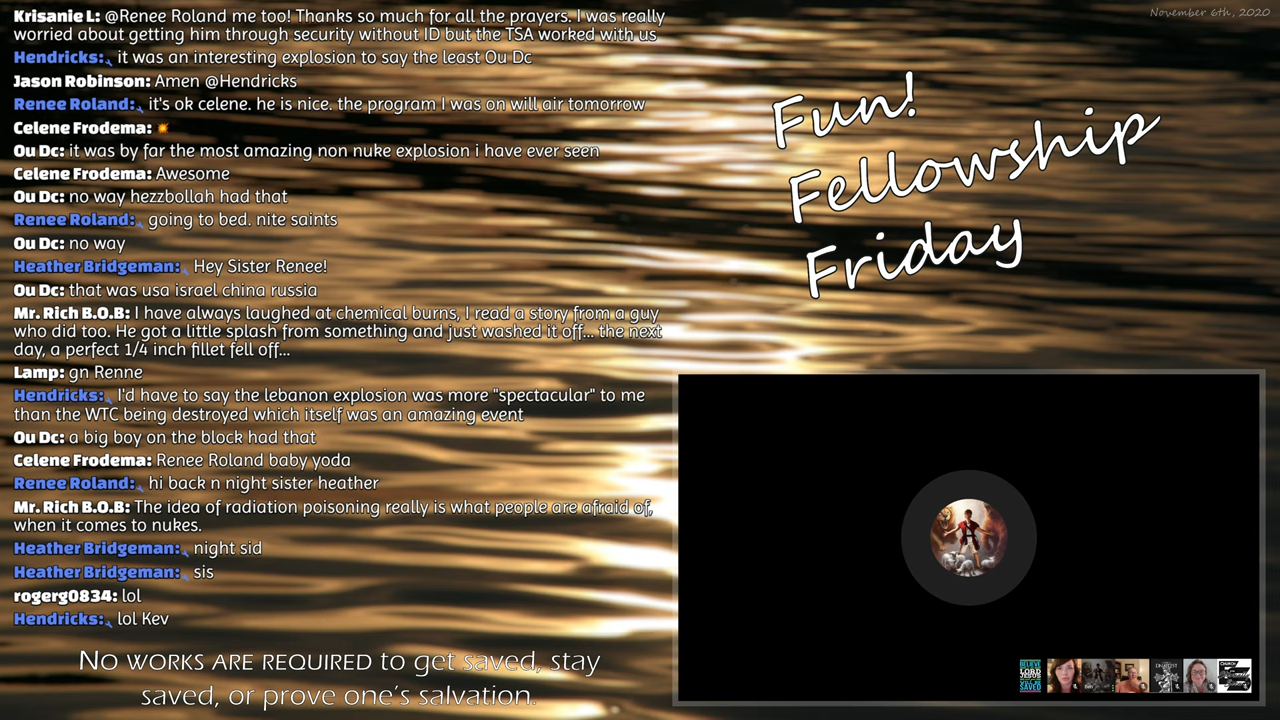 Krisanie L: @Renee Roland me too! Thanks so much for all the prayers. I was really
worried about getting him through security without ID but the TSA worked with us
Hendricks: it was an interesting explosion to say the least Ou Dc
Jason Robinson: Amen @Hendricks
Renee Roland: it's ok celene. he is nice. the program I was on will air tomorrow
Celene Frodema: 💥
Ou Dc: it was by far the most amazing non nuke explosion i have ever seen
Celene Frodema: Awesome
Ou Dc: no way hezzbollah had that
Renee Roland: going to bed. nite saints
Ou Dc: no way
Heather Bridgeman: Hey Sister Renee!
Ou Dc: that was usa israel china russia
Mr. Rich B.O.B: I have always laughed at chemical burns, I read a story from a guy
who did too. He got a little splash from something and just washed it off... the next
day, a perfect 1/4 inch fillet fell off...
Lamp: gn Renne
Hendricks: I'd have to say the lebanon explosion was more "spectacular" to me
than the WTC being destroyed which itself was an amazing event
Ou Dc: a big boy on the block had that
Celene Frodema: Renee Roland baby yoda
Renee Roland: hi back n night sister heather
Mr. Rich B.O.B: The idea of radiation poisoning really is what people are afraid of,
when it comes to nukes.
Heather Bridgeman: night sid
Heather Bridgeman: sis
rogerg0834: lol
Hendricks: lol Kev
NO WORKS ARE REQUIRED to get saved, stay
saved, or prove one's salvation.
November 6th, 2020
Fun!
Fellowship
Friday
BELIEVE
LORD
JESUS
SAVED